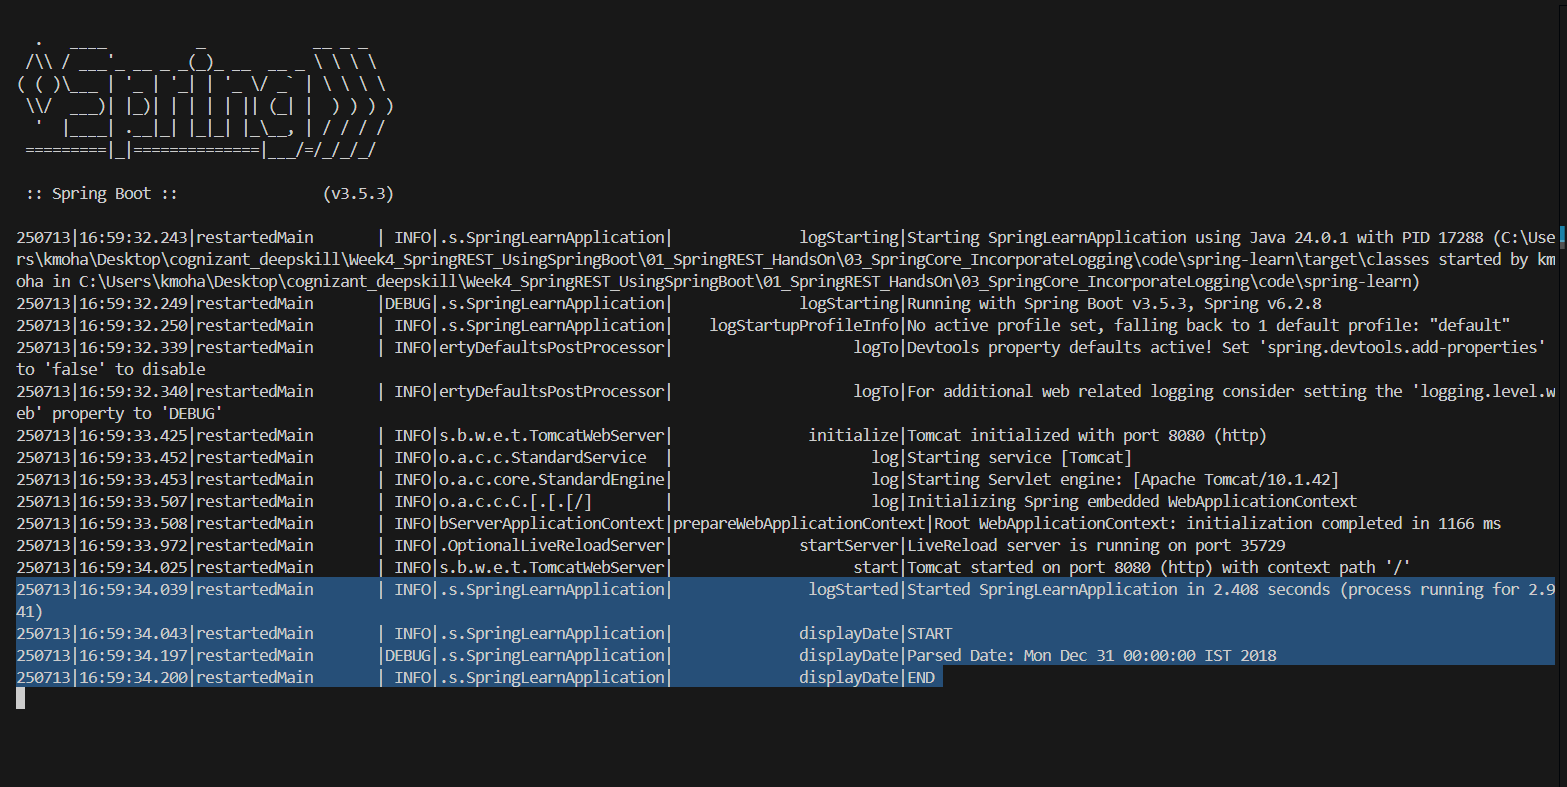 .   ____          _            __ _ _
 /\\ / ___'_ __ _ _(_)_ __  __ _ \ \ \ \
( ( )\___ | '_ | '_| | '_ \/ _` | \ \ \ \
 \\/  ___)| |_)| | | | | || (_| |  ) ) ) )
  '  |____| .__|_| |_|_| |_\__, | / / / /
 =========|_|==============|___/=/_/_/_/

 :: Spring Boot ::                (v3.5.3)

250713|16:59:32.243|restartedMain       | INFO|.s.SpringLearnApplication|              logStarting|Starting SpringLearnApplication using Java 24.0.1 with PID 17288 (C:\Use
rs\kmoha\Desktop\cognizant_deepskill\Week4_SpringREST_UsingSpringBoot\01_SpringREST_HandsOn\03_SpringCore_IncorporateLogging\code\spring-learn\target\classes started by km
oha in C:\Users\kmoha\Desktop\cognizant_deepskill\Week4_SpringREST_UsingSpringBoot\01_SpringREST_HandsOn\03_SpringCore_IncorporateLogging\code\spring-learn)
250713|16:59:32.249|restartedMain       |DEBUG|.s.SpringLearnApplication|              logStarting|Running with Spring Boot v3.5.3, Spring v6.2.8
250713|16:59:32.250|restartedMain       | INFO|.s.SpringLearnApplication|    logStartupProfileInfo|No active profile set, falling back to 1 default profile: "default"
250713|16:59:32.339|restartedMain       | INFO|ertyDefaultsPostProcessor|                    logTo|Devtools property defaults active! Set 'spring.devtools.add-properties'
to 'false' to disable
250713|16:59:32.340|restartedMain       | INFO|ertyDefaultsPostProcessor|                    logTo|For additional web related logging consider setting the 'logging.level.w
eb' property to 'DEBUG'
250713|16:59:33.425|restartedMain       | INFO|s.b.w.e.t.TomcatWebServer|               initialize|Tomcat initialized with port 8080 (http)
250713|16:59:33.452|restartedMain       | INFO|o.a.c.c.StandardService  |                      log|Starting service [Tomcat]
250713|16:59:33.453|restartedMain       | INFO|o.a.c.core.StandardEngine|                      log|Starting Servlet engine: [Apache Tomcat/10.1.42]
250713|16:59:33.507|restartedMain       | INFO|o.a.c.c.C.[.[.[/]        |                      log|Initializing Spring embedded WebApplicationContext
250713|16:59:33.508|restartedMain       | INFO|bServerApplicationContext|prepareWebApplicationContext|Root WebApplicationContext: initialization completed in 1166 ms
250713|16:59:33.972|restartedMain       | INFO|.OptionalLiveReloadServer|              startServer|LiveReload server is running on port 35729
250713|16:59:34.025|restartedMain       | INFO|s.b.w.e.t.TomcatWebServer|                    start|Tomcat started on port 8080 (http) with context path '/'
250713|16:59:34.039|restartedMain       | INFO|.s.SpringLearnApplication|               logStarted|Started SpringLearnApplication in 2.408 seconds (process running for 2.9
41)
250713|16:59:34.043|restartedMain       | INFO|.s.SpringLearnApplication|              displayDate|START
250713|16:59:34.197|restartedMain       |DEBUG|.s.SpringLearnApplication|              displayDate|Parsed Date: Mon Dec 31 00:00:00 IST 2018
250713|16:59:34.200|restartedMain       | INFO|.s.SpringLearnApplication|              displayDate|END